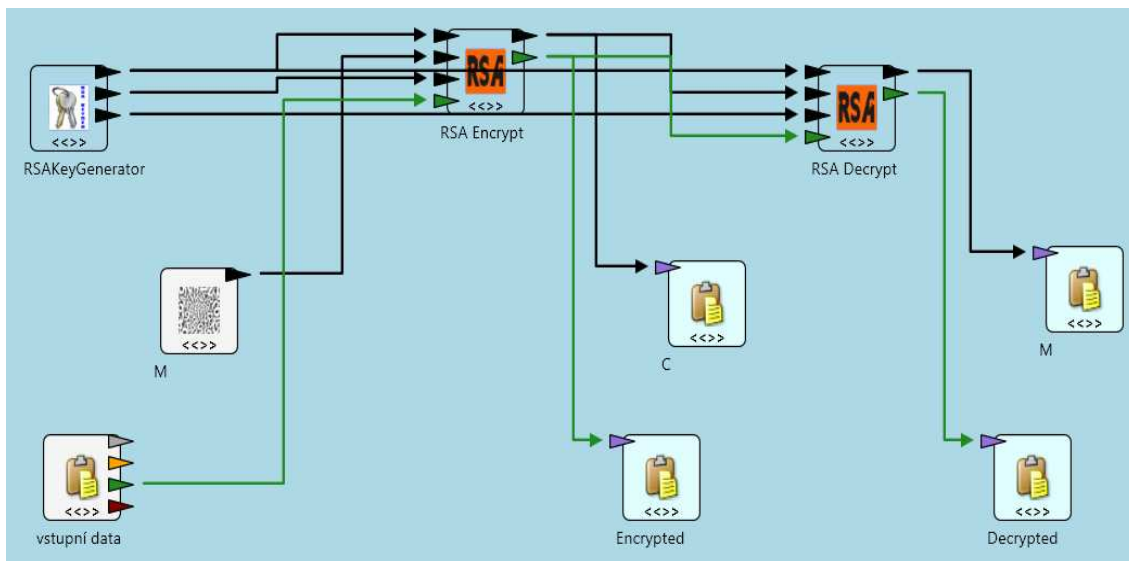 RSA
<<>>
RSA Encrypt
<<>>
RSAKeyGenerator
RSA
<<>>
RSA Decrypt
<<>>
M
<<>>
C
<<>>
M
<<>>
vstupní data
<<>>
Encrypted
<<>>
Decrypted